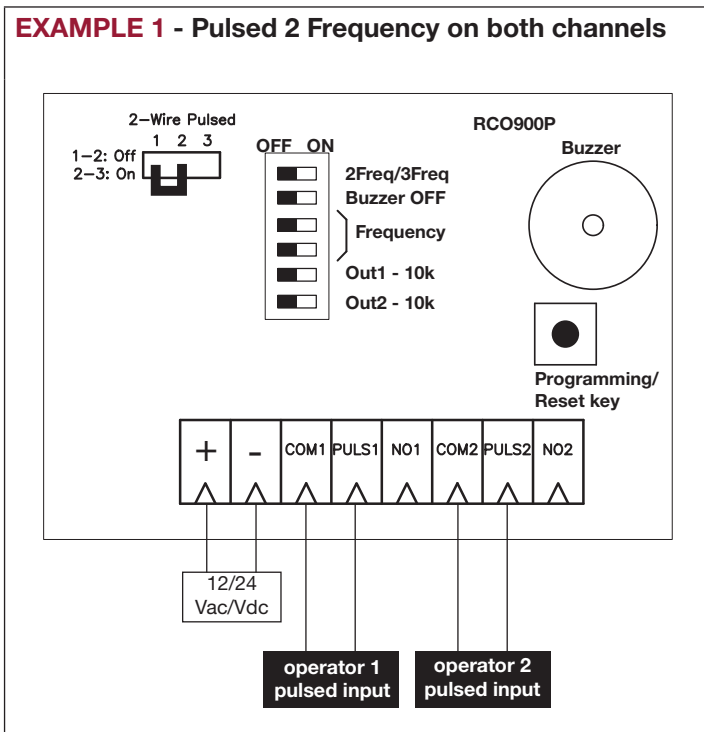 EXAMPLE 1 - Pulsed 2 Frequency on both channels
2-Wire Pulsed
1 2 3
1-2: Off
2-3: On
OFF ON
2Freq/3Freq
Buzzer OFF
Frequency
Out1 - 10k
Out2 - 10k
RCO900P
Buzzer
Programming/
Reset key
+ - COM1 PULS1 NO1 COM2 PULS2 NO2
12/24
Vac/Vdc
operator 1
pulsed input
operator 2
pulsed input